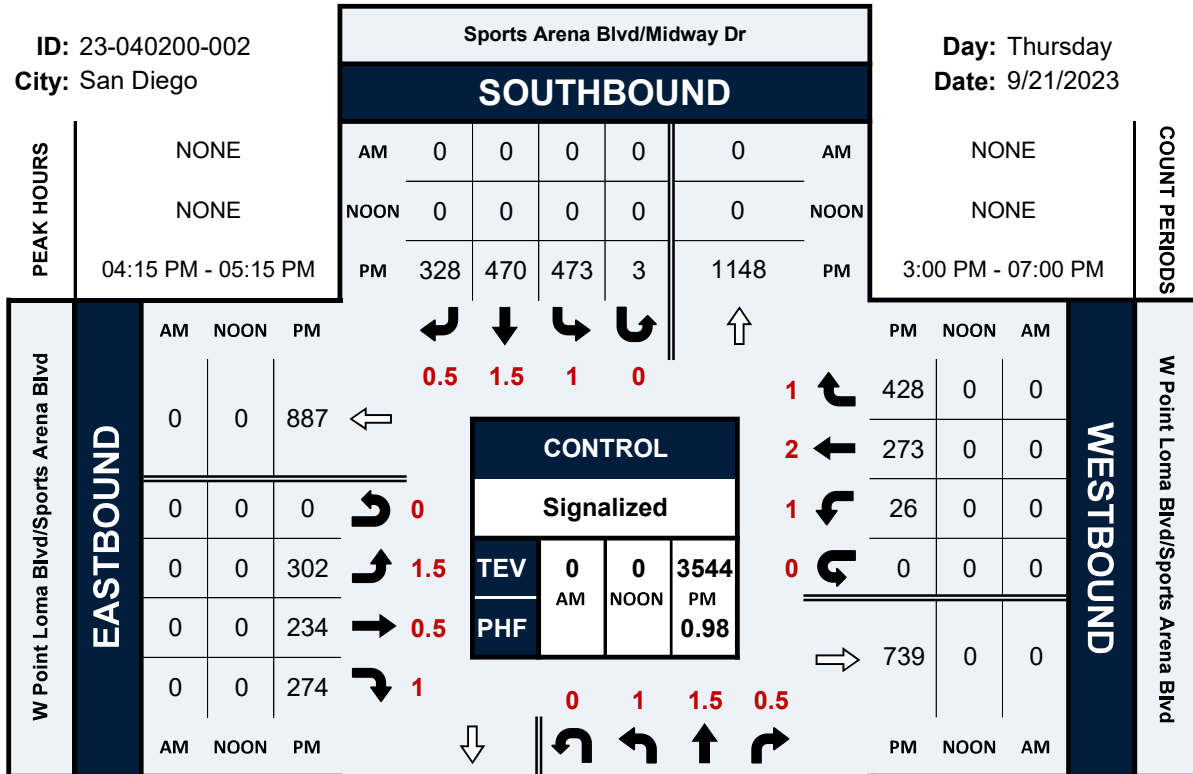 ID: 23-040200-002
City: San Diego
Sports Arena Blvd/Midway Dr
SOUTHBOUND
Day: Thursday
Date: 9/21/2023
PEAK HOURS
NONE
NONE
04:15 PM - 05:15 PM
AM 0 0 0 0 0 AM
NOON 0 0 0 0 0 NOON
PM 328 470 473 3 1148 PM
NONE
NONE
3:00 PM - 07:00 PM
COUNT PERIODS
0.5 1.5 1 0
W Point Loma Blvd/Sports Arena Blvd
EASTBOUND
AM NOON PM
0 0 887
0 0 0 0
0 0 302 1.5
0 0 234 0.5
0 0 274 1
AM NOON PM
CONTROL
Signalized
TEV 0 0 3544
AM NOON PM
PHF 0.98
PM NOON AM
1 428 0 0
2 273 0 0
1 26 0 0
0 0 0 0
739 0 0
PM NOON AM
WESTBOUND
W Point Loma Blvd/Sports Arena Blvd
0 1 1.5 0.5